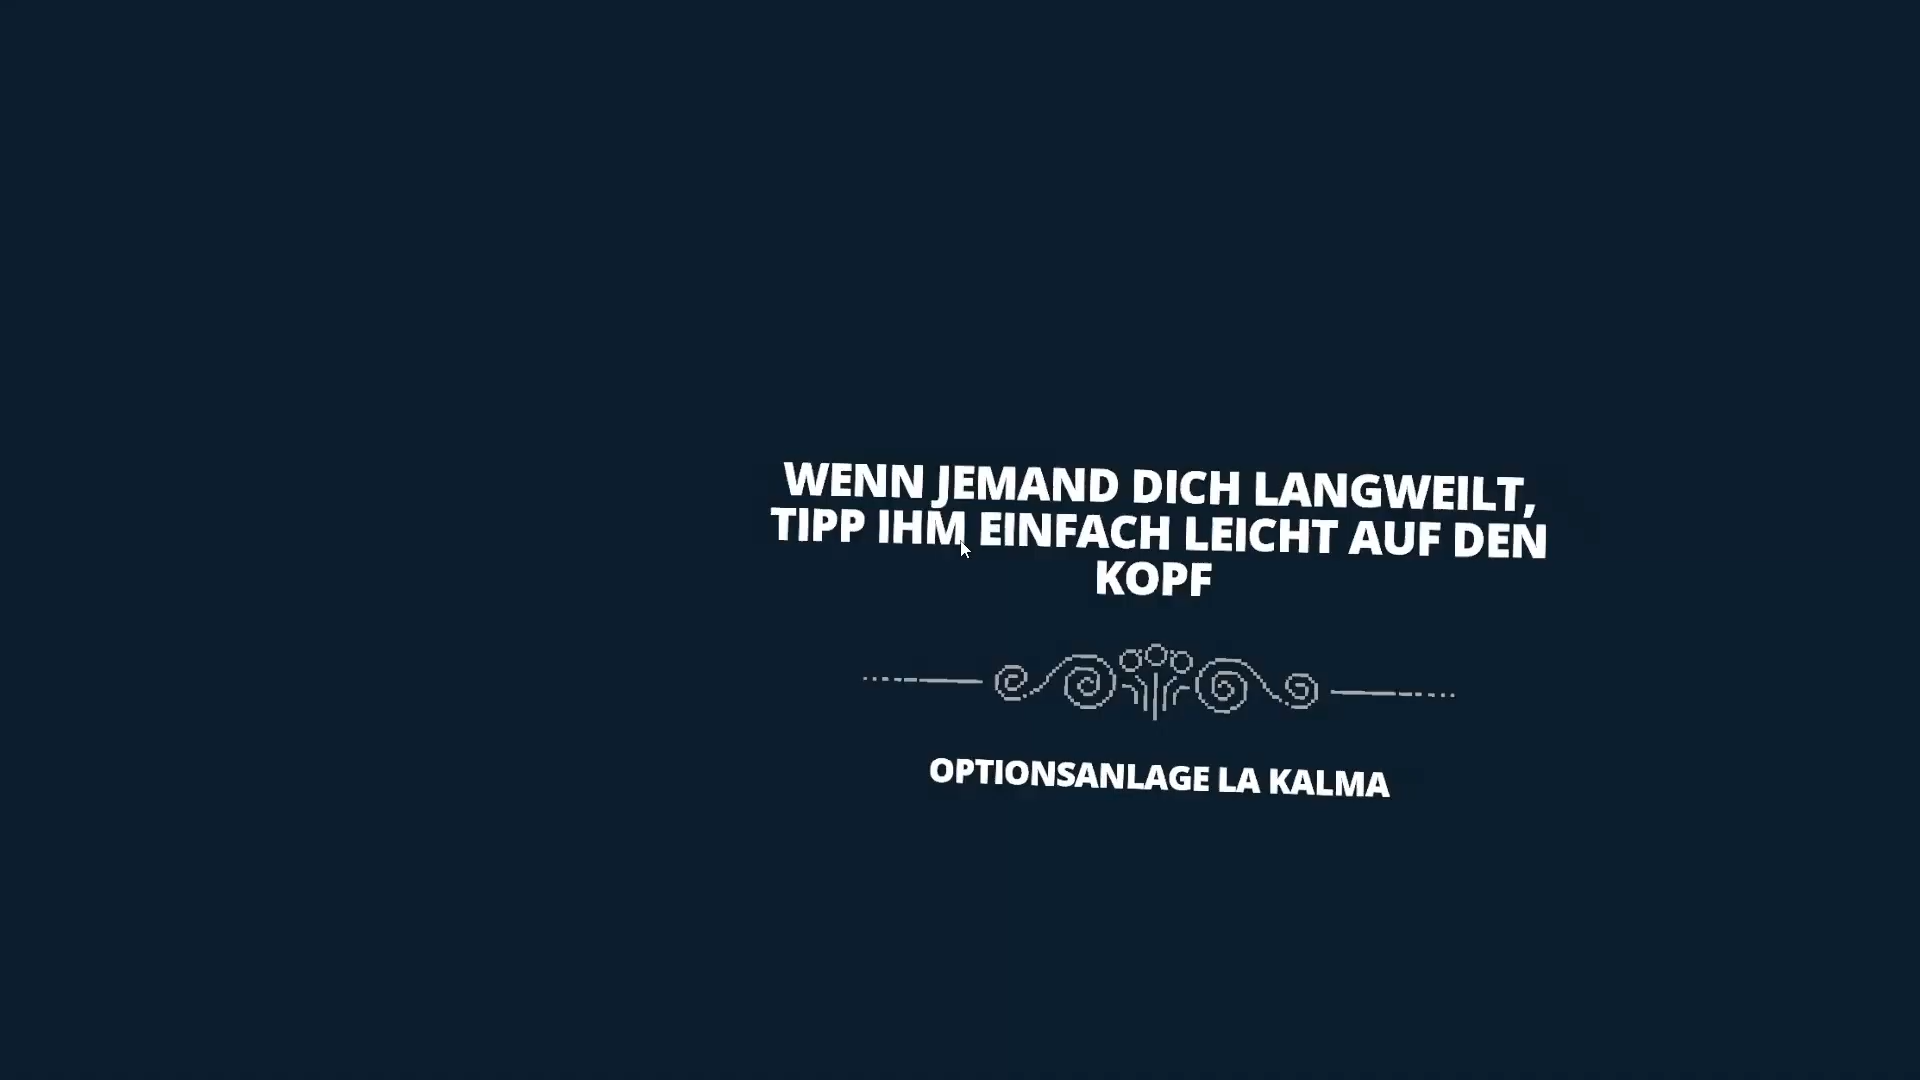 WENN JEMAND DICH LANGWEILT,
TIPP IHM EINFACH LEICHT AUF DEN
KOPF
OPTIONSANLAGE LA KALMA